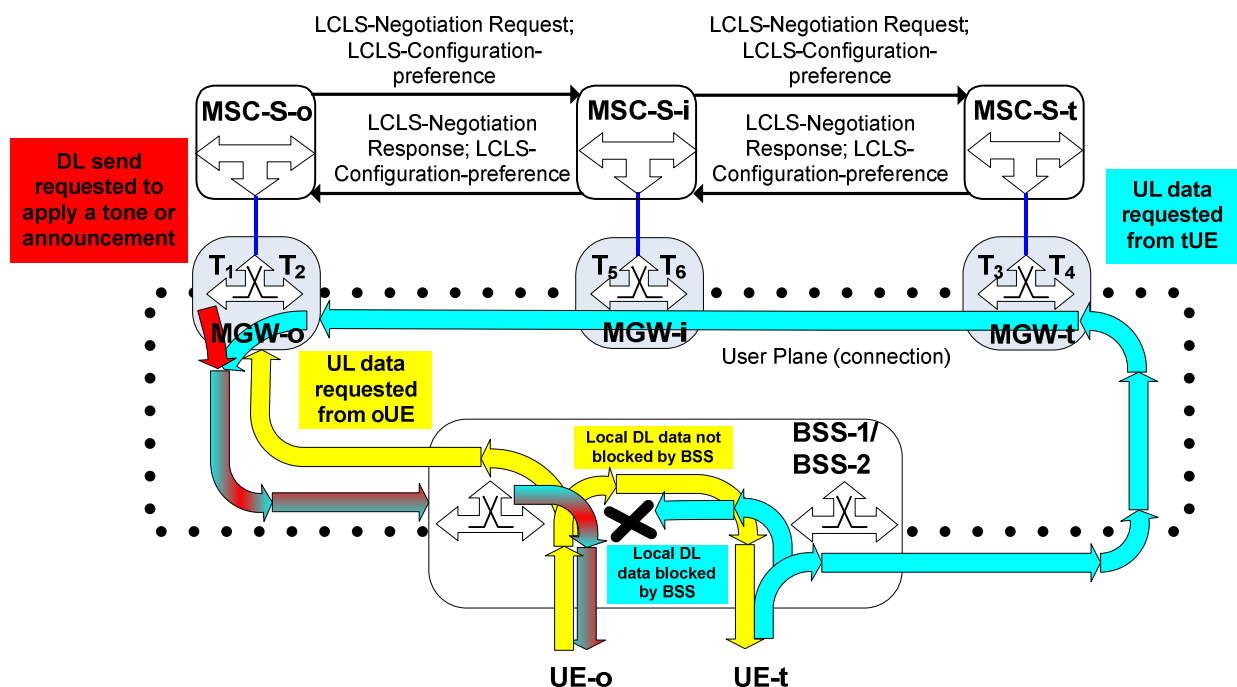 LCLS-Negotiation Request;
LCLS-Configuration-
preference
LCLS-Negotiation Request;
LCLS-Configuration-
preference
MSC-S-o
MSC-S-i
MSC-S-t
LCLS-Negotiation
Response; LCLS-
Configuration-preference
LCLS-Negotiation
Response; LCLS-
Configuration-preference
DL send
requested to
apply a tone or
announcement
UL data
requested
from tUE
T1 T2
T5 T6
T3 T4
MGW-o
MGW-i
MGW-t
User Plane (connection)
UL data
requested
from oUE
Local DL data not
blocked by BSS
BSS-1/
BSS-2
Local DL
data blocked
by BSS
UE-o
UE-t